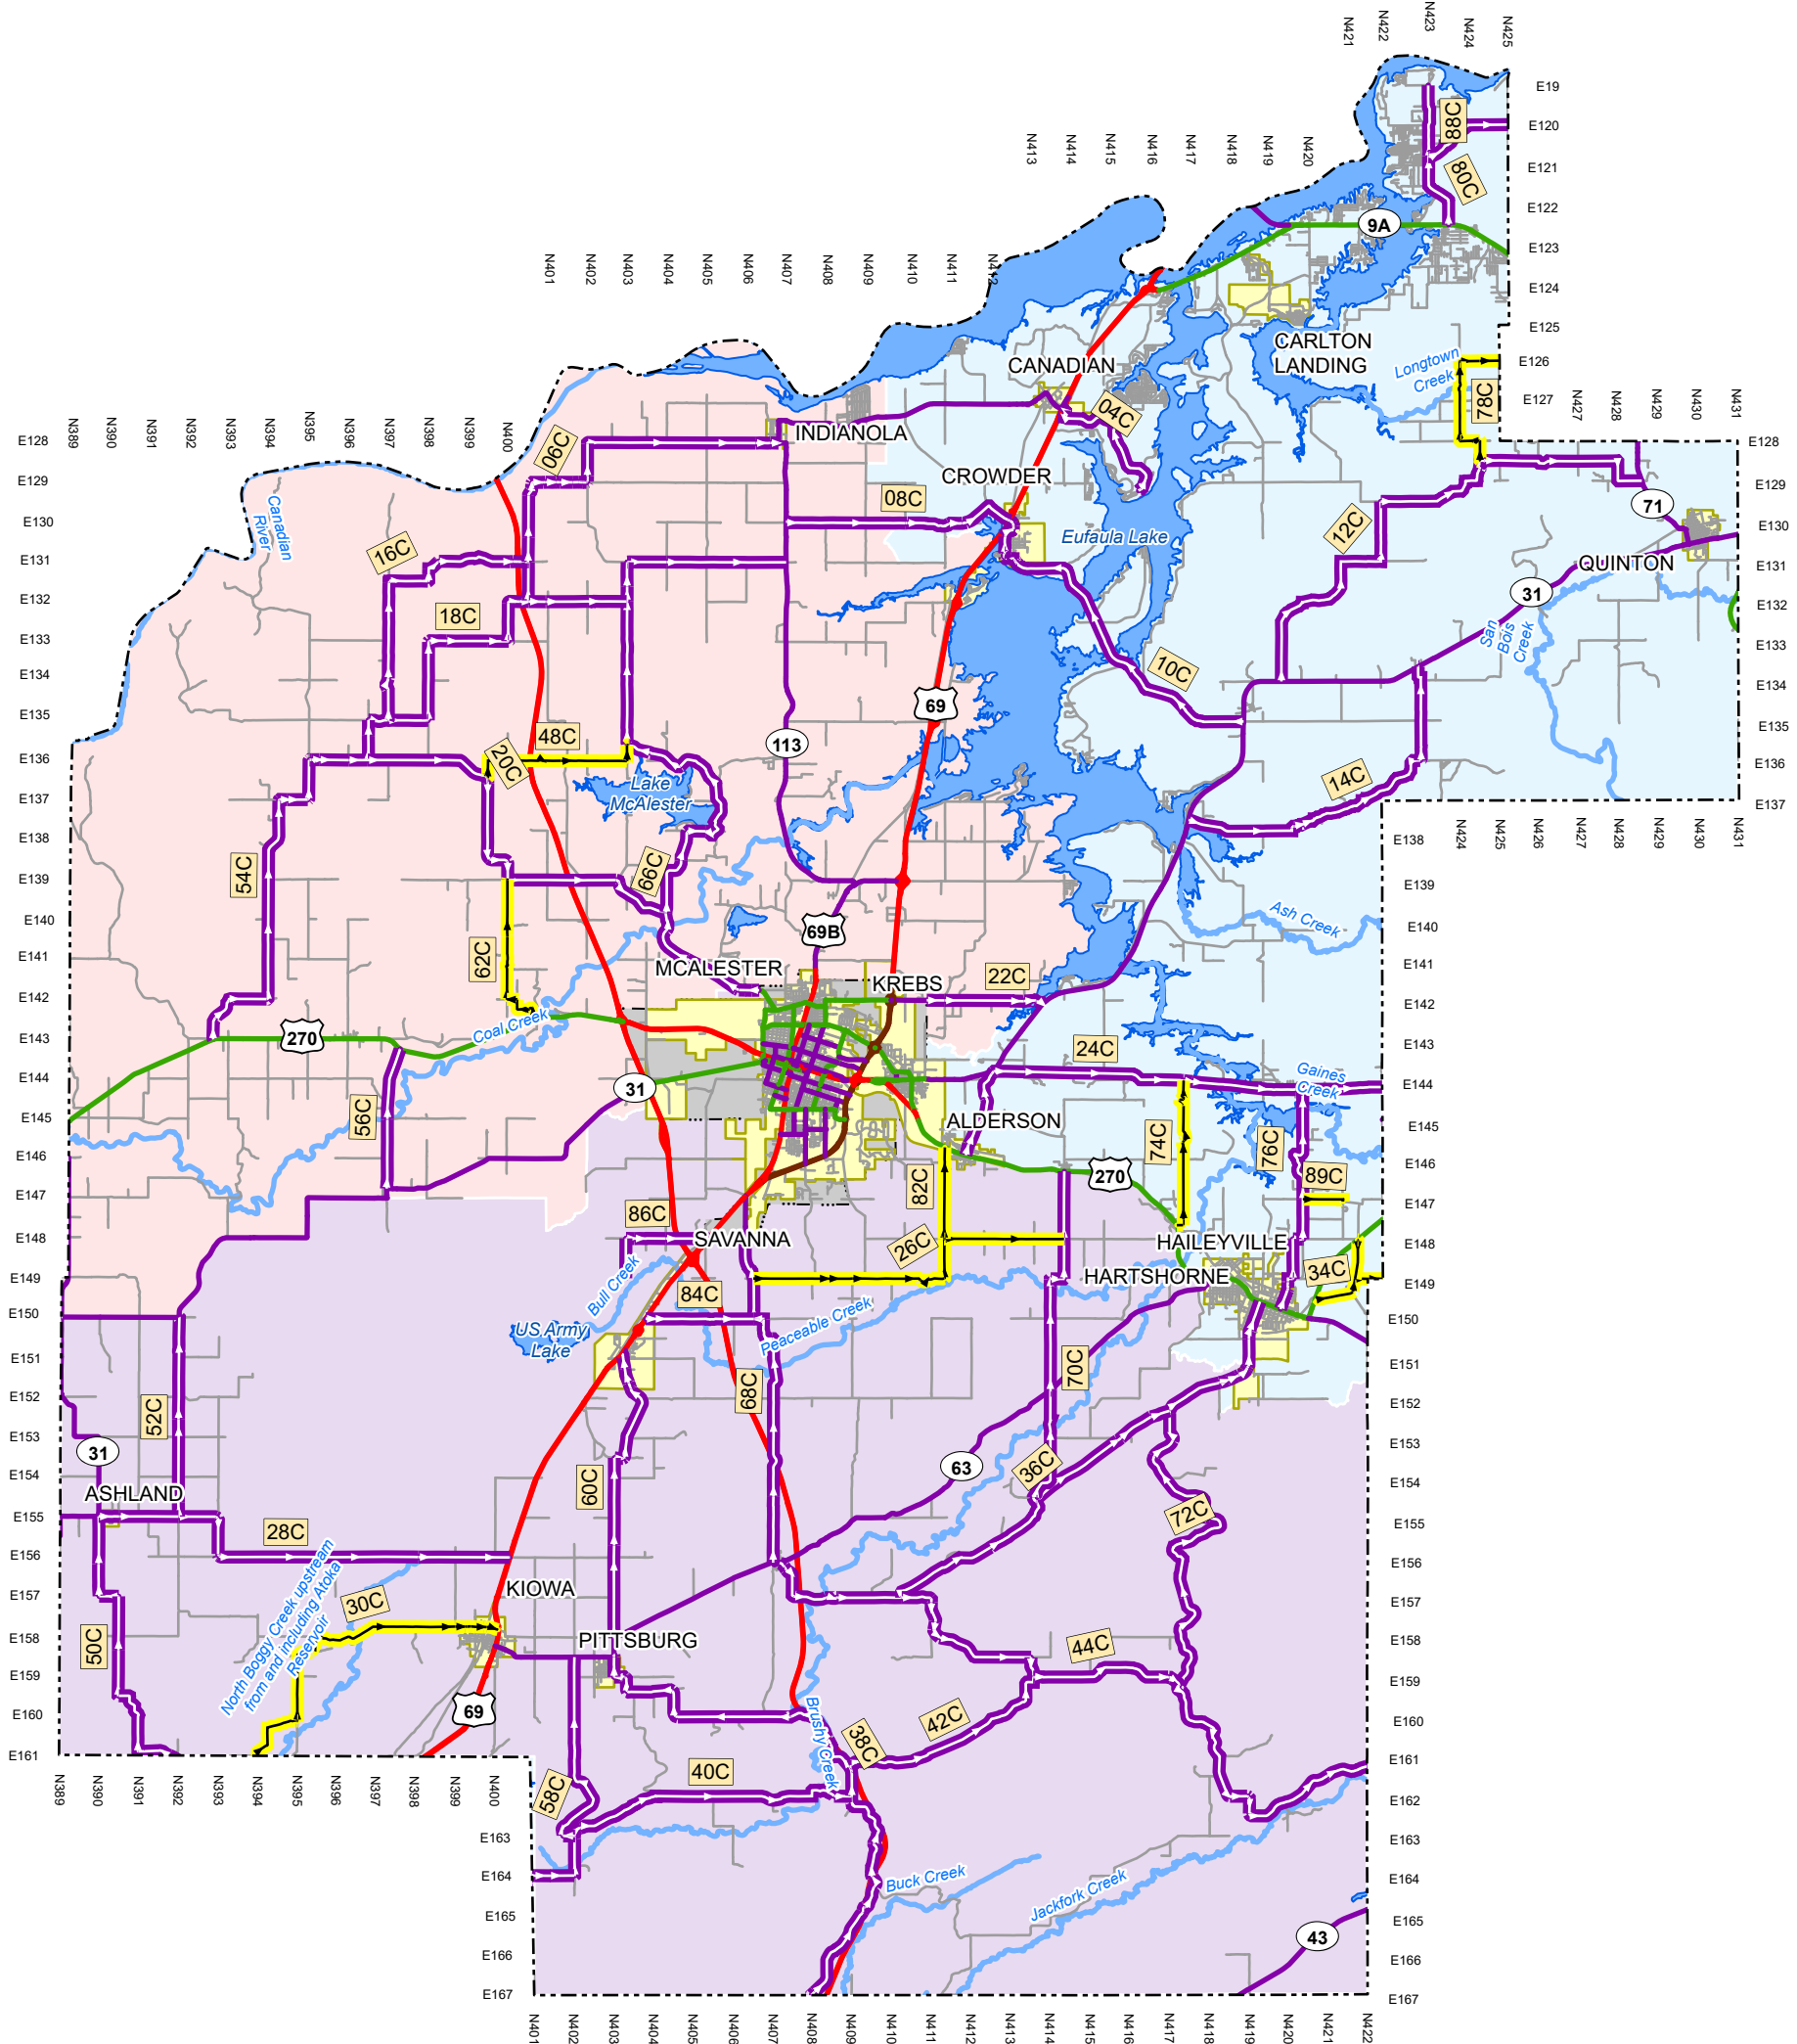 N421
N422
N423
N424
N425
E19
E120
E121
E122
E123
E124
E125
E126
E127
88C
80C
9A
N413
N414
N415
N416
N417
N418
N419
N420
N401
N402
N403
N404
N405
N406
N407
N408
N409
N410
N411
N412
CARLTON
LANDING
CANADIAN
Longtown
Creek
78C
04C
N427
N428
N429
N430
N431
N389
N390
N391
N392
N393
N394
N395
N396
N397
N398
N399
N400
E128
E129
E130
E131
E132
E133
E134
E135
E136
E137
E138
E139
E140
E141
E142
E143
E144
E145
E146
E147
E148
E149
E150
E151
E152
E153
E154
E155
E156
E157
E158
E159
E160
E161
E128
E129
E130
E131
E132
E133
E134
E135
E136
E137
06C
INDIANOLA
CROWDER
08C
Canadian
River
16C
18C
Eufaula Lake
12C
71
QUINTON
31
San
Bois
Creek
10C
69
113
48C
20C
Lake
McAlester
14C
N424
N425
N426
N427
N428
N429
N430
N431
54C
66C
62C
69B
Ash Creek
MCALESTER
KREBS
22C
Coal Creek
270
24C
Gaines
Creek
31
56C
ALDERSON
74C
76C
89C
82C
270
86C
SAVANNA
26C
HAILEYVILLE
HARTSHORNE
34C
Bull Creek
84C
US Army
Lake
Peaceable Creek
70C
68C
52C
31
ASHLAND
28C
60C
63
36C
72C
North Boggy Creek upstream
from and including Atoka
Reservoir
30C
KIOWA
50C
PITTSBURG
44C
69
Brushy Creek
38C
42C
40C
58C
Buck Creek
Jackfork Creek
43
E138
E139
E140
E141
E142
E143
E144
E145
E146
E147
E148
E149
E150
E151
E152
E153
E154
E155
E156
E157
E158
E159
E160
E161
E162
E163
E164
E165
E166
E167
N389
N390
N391
N392
N393
N394
N395
N396
N397
N398
N399
N400
E163
E164
E165
E166
E167
N401
N402
N403
N404
N405
N406
N407
N408
N409
N410
N411
N412
N413
N414
N415
N416
N417
N418
N419
N420
N421
N422